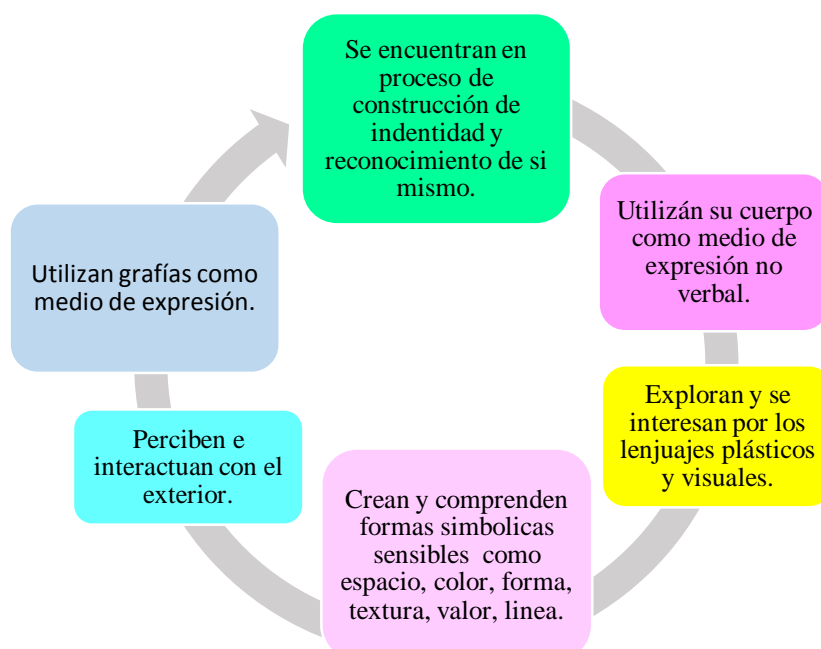 Se encuentran en
proceso de
construcción de
indentidad y
reconocimiento de si
mismo.
Utilizán su cuerpo
como medio de
expresión no
verbal.
Exploran y se
interesan por los
lenjuajes plásticos
y visuales.
Crean y comprenden
formas simbolicas
sensibles como
espacio, color, forma,
textura, valor, linea.
Perciben e
interactuan con el
exterior.
Utilizan grafías como
medio de expresión.